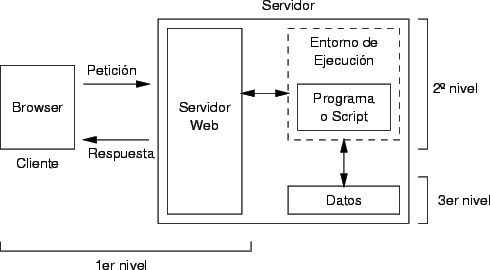 Servidor
Entorno de
Ejecución
Petición
2º nivel
Browser
Servidor
Web
Programa
o Script
Respuesta
Cliente
Datos
3er nivel
1er nivel